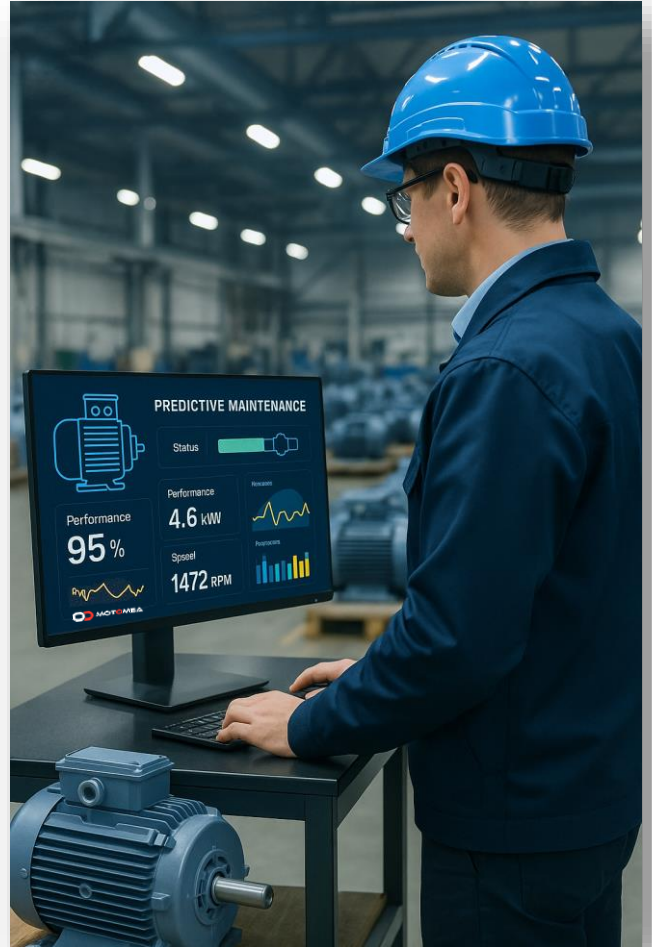 PREDICTIVE MAINTENANCE
Status
Performance
95 %
Performance
4.6 kW
Spseel
1472 RPM
MOTOMEA